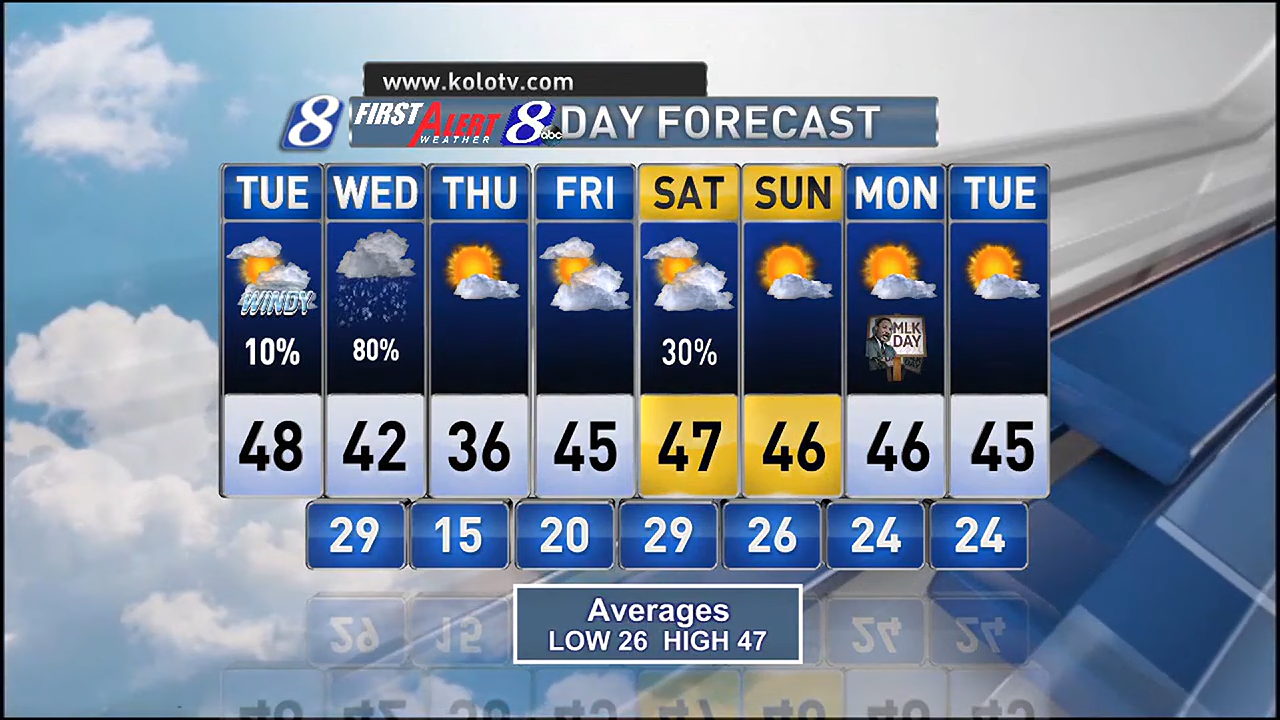 www.kolotv.com
8 FIRST ALERT WEATHER 8 abc DAY FORECAST
TUE WED THU FRI SAT SUN MON TUE
WINDY
MLK
DAY
10% 80% 30%
48 42 36 45 47 46 46 45
29 15 20 29 26 24 24
Averages
LOW 26 HIGH 47